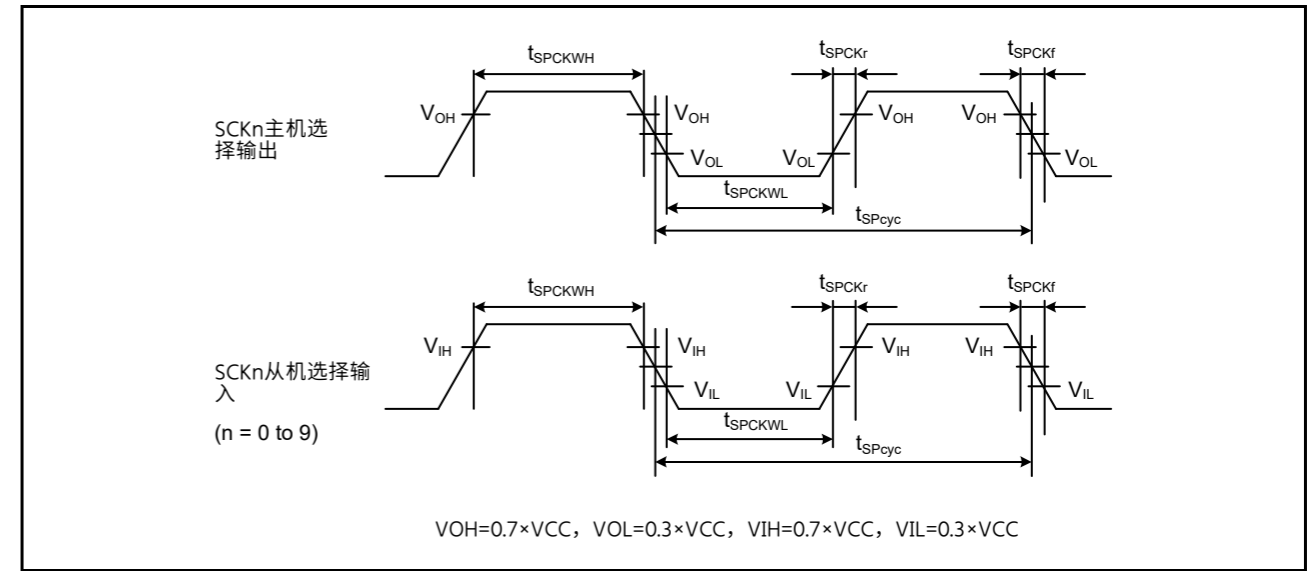 tSPCKWH tSPCKr tSPCKf
VOH VOH VOH VOH
SCKn主机选
择输出
VOL VOL VOL
tSPCKWL
tSPcyc
tSPCKWH tSPCKr tSPCKf
VIH VIH VIH VIH
SCKn从机选择输
入
VIL VIL VIL
(n = 0 to 9)
tSPCKWL
tSPcyc
VOH=0.7×VCC，VOL=0.3×VCC，VIH=0.7×VCC，VIL=0.3×VCC